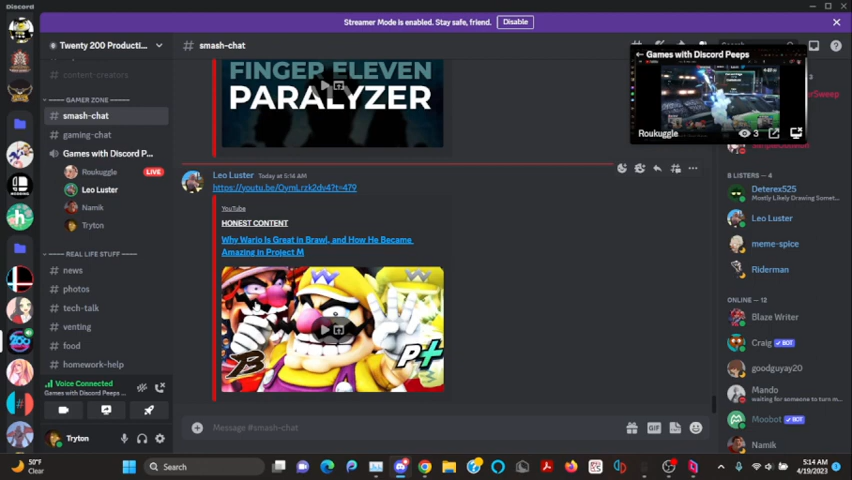 Discord
Streamer Mode is enabled. Stay safe, friend.
Disable
Twenty 200 Producti...
content-creators
GAMER ZONE
smash-chat
gaming-chat
Games with Discord P...
Roukuggle
LIVE
Leo Luster
Namik
Tryton
REAL LIFE STUFF
news
photos
tech-talk
venting
food
homework-help
Voice Connected
Games with Discord Peeps ...
Tryton
# smash-chat
FINGER ELEVEN
PARALYZER
Leo Luster Today at 5:14 AM
YouTube
HONEST CONTENT
Why Wario Is Great in Brawl, and How He Became
Amazing in Project M
B
P+
Message #smash-chat
GIF
Search
Games with Discord Peeps
Roukuggle
3
B LISTERS — 4
Deterex525
Mostly Likely Drawing Somet...
Leo Luster
meme-spice
Riderman
ONLINE — 12
Blaze Writer
Craig
BOT
goodguyay20
Mando
waiting for someone to turn m...
Moobot
BOT
Namik
50°F
Clear
Search
5:14 AM
4/19/2023